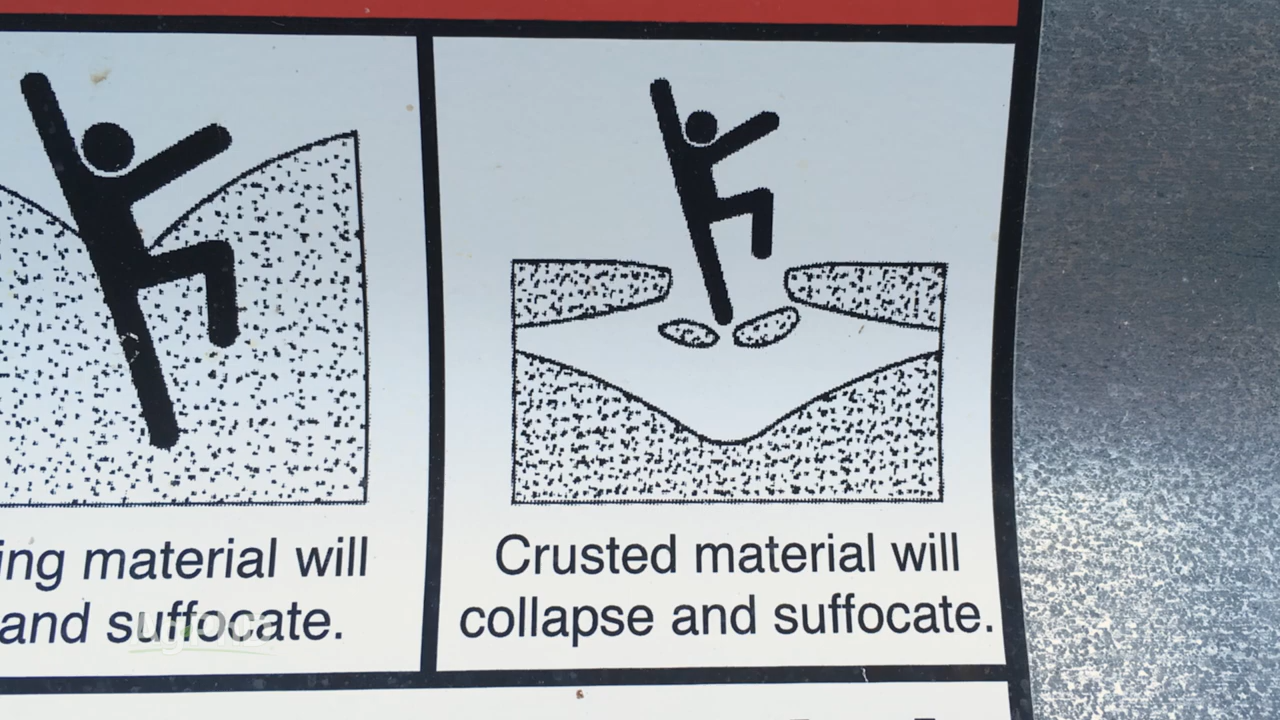 ing material will
and suffocate.
Crusted material will
collapse and suffocate.